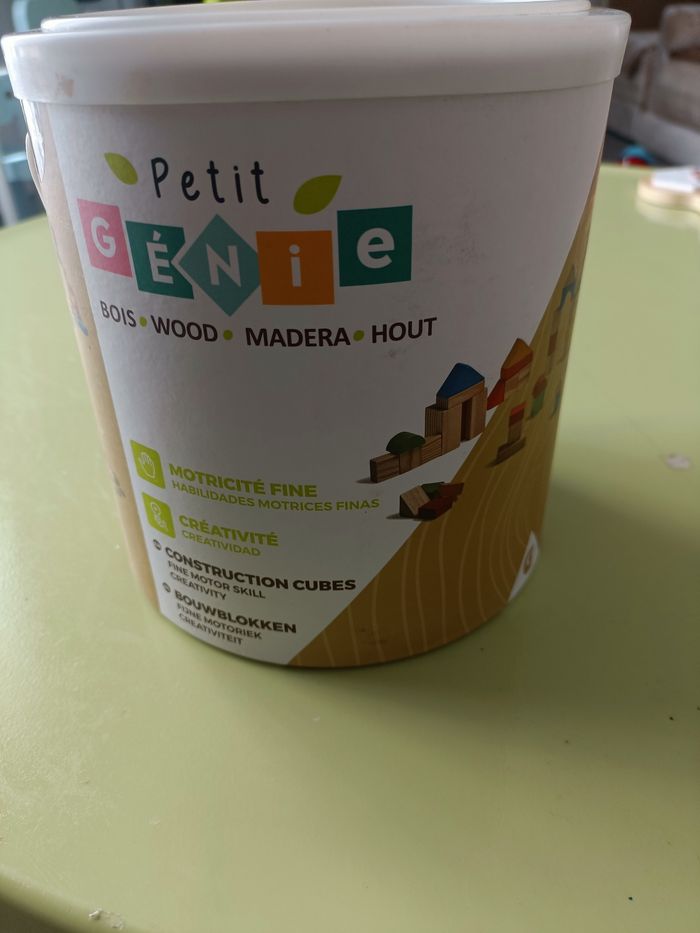 Petit
GÉNie
BOIS • WOOD • MADERA • HOUT
MOTRICITÉ FINE
HABILIDADES MOTRICES FINAS
CRÉATIVITÉ
CREATIVIDAD
CONSTRUCTION CUBES
FINE MOTOR SKILL
CREATIVITY
BOUWBLOKKEN
FIJNE MOTORIEK
CREATIVITEIT